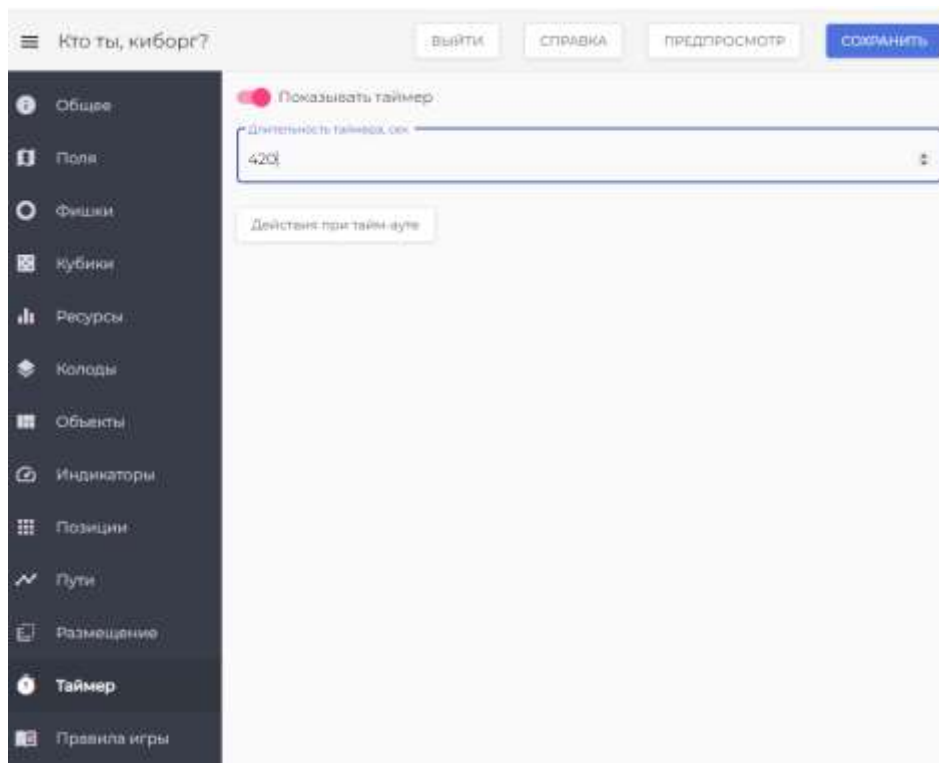 Кто ты, киборг?
ВЫЙТИ
СПРАВКА
ПРЕДПРОСМОТР
СОХРАНИТЬ
Общее
Поля
Фишки
Кубики
Ресурсы
Колоды
Объекты
Индикаторы
Позиции
Пути
Размещение
Таймер
Правила игры
Показывать таймер
Длительность таймера, сек
420
Действия при тайм-ауте